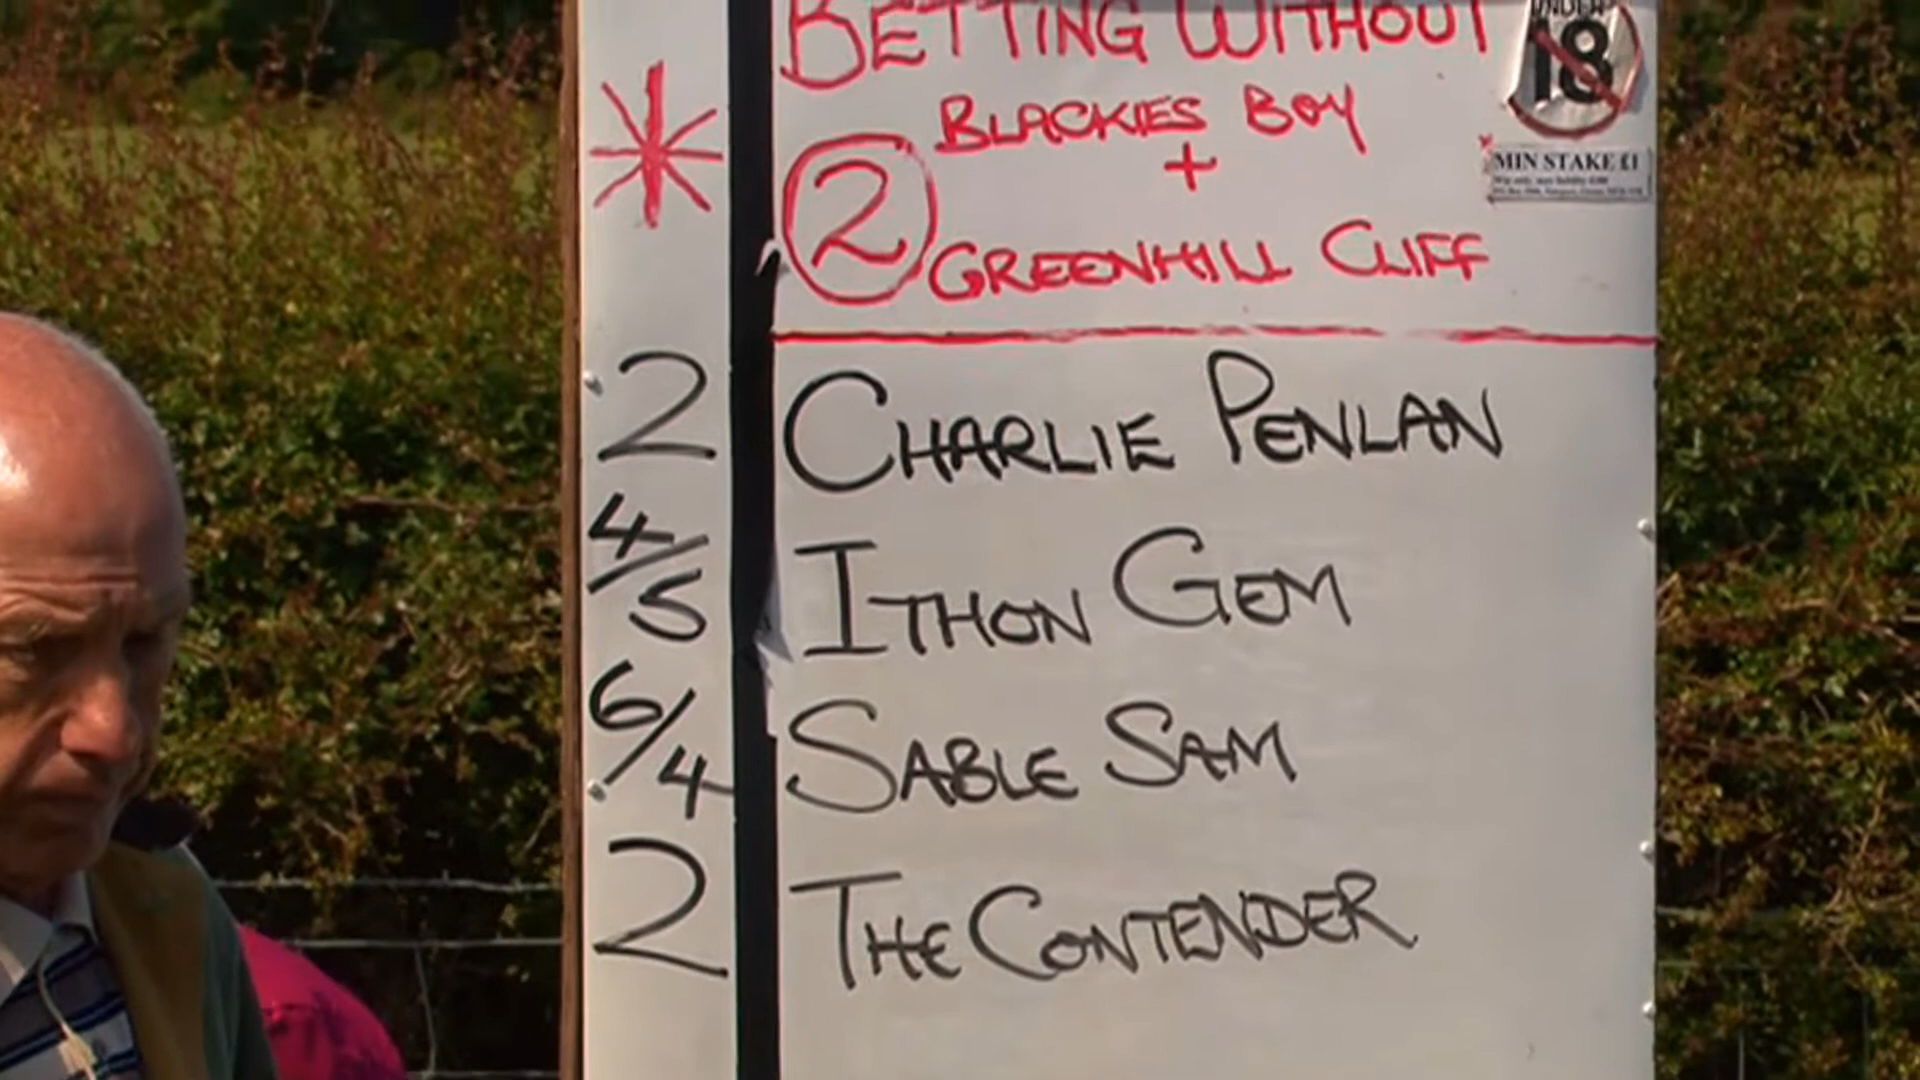 BETTING WITHOUT
UNDER
18
BLACKIES BOY
+
MIN STAKE £1
* 2 GREENHILL CLIFF
2 CHARLIE PENLAN
4/5 ITHON GEM
6/4 SABLE SAM
2 THE CONTENDER